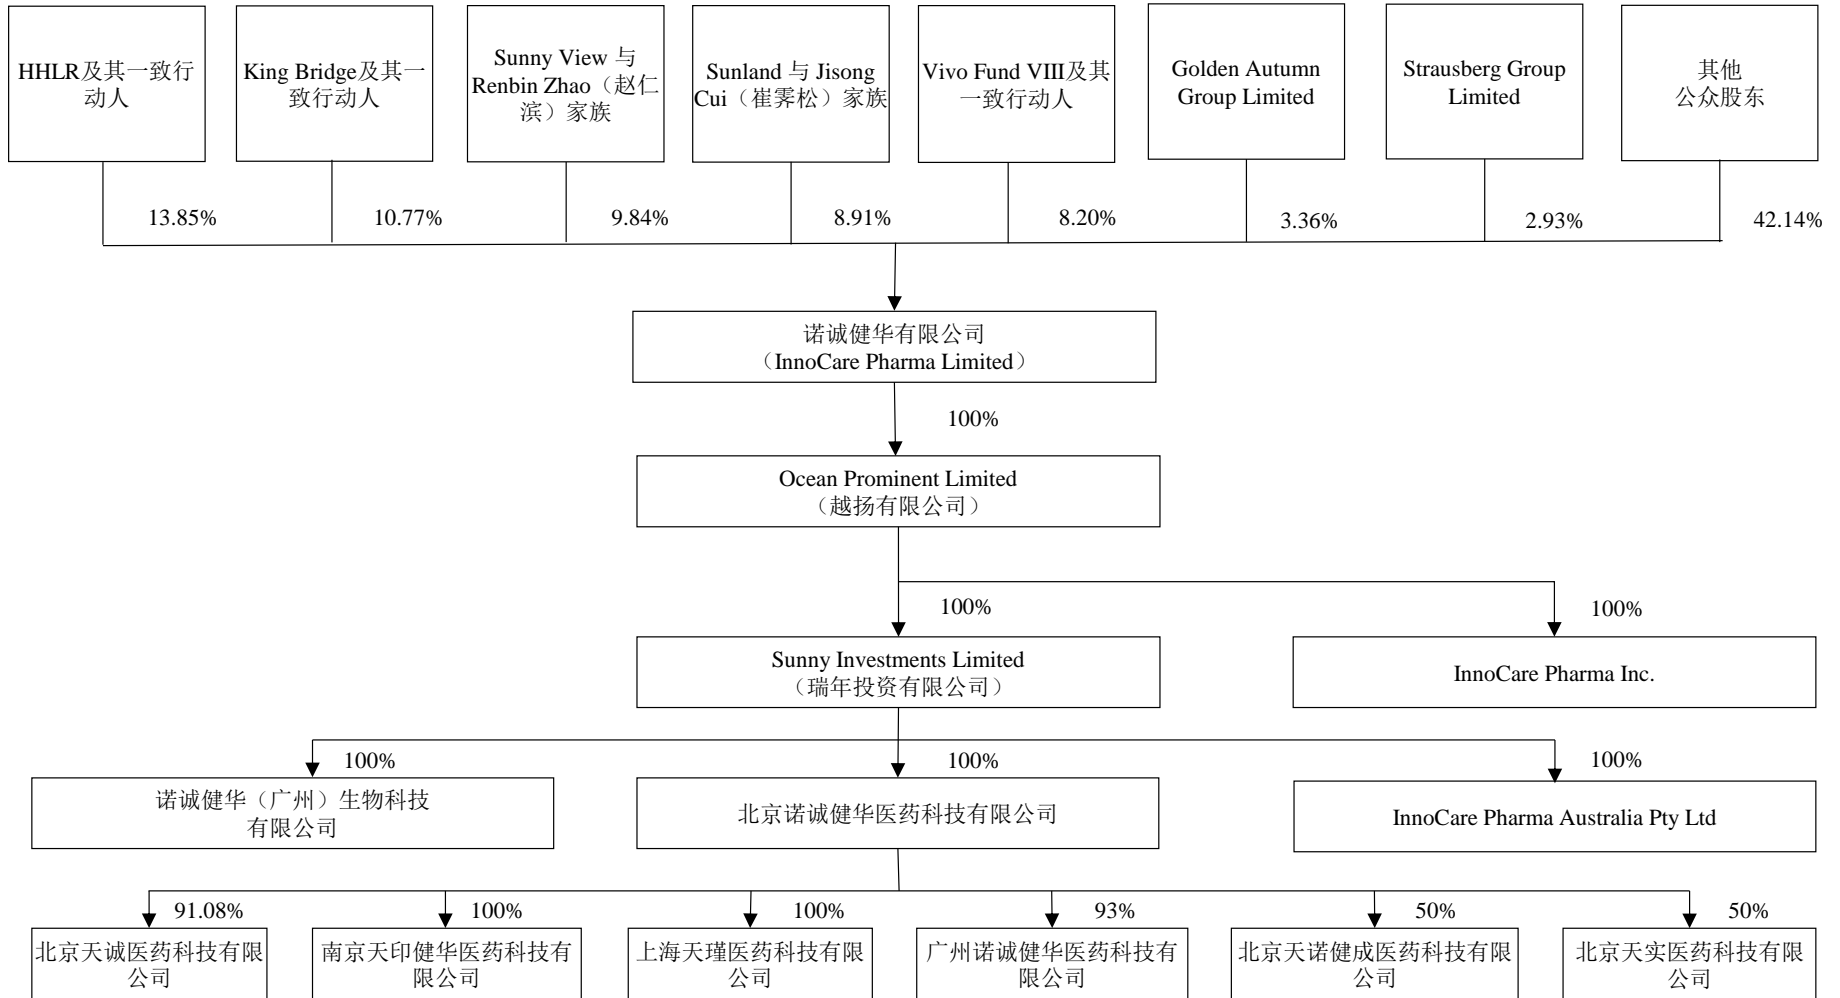 HHLR及其一致行
动人
King Bridge及其一
致行动人
Sunny View 与
Renbin Zhao（赵仁
滨）家族
Sunland 与 Jisong
Cui（崔霁松）家族
Vivo Fund VIII及其
一致行动人
Golden Autumn
Group Limited
Strausberg Group
Limited
其他
公众股东
13.85%
10.77%
9.84%
8.91%
8.20%
3.36%
2.93%
42.14%
诺诚健华有限公司
（InnoCare Pharma Limited）
100%
Ocean Prominent Limited
（越扬有限公司）
100%
100%
Sunny Investments Limited
（瑞年投资有限公司）
InnoCare Pharma Inc.
100%
100%
100%
诺诚健华（广州）生物科技
有限公司
北京诺诚健华医药科技有限公司
InnoCare Pharma Australia Pty Ltd
91.08%
100%
100%
93%
50%
50%
北京天诚医药科技有限
公司
南京天印健华医药科技有
限公司
上海天瑾医药科技有限
公司
广州诺诚健华医药科技有
限公司
北京天诺健成医药科技有限
公司
北京天实医药科技有限
公司